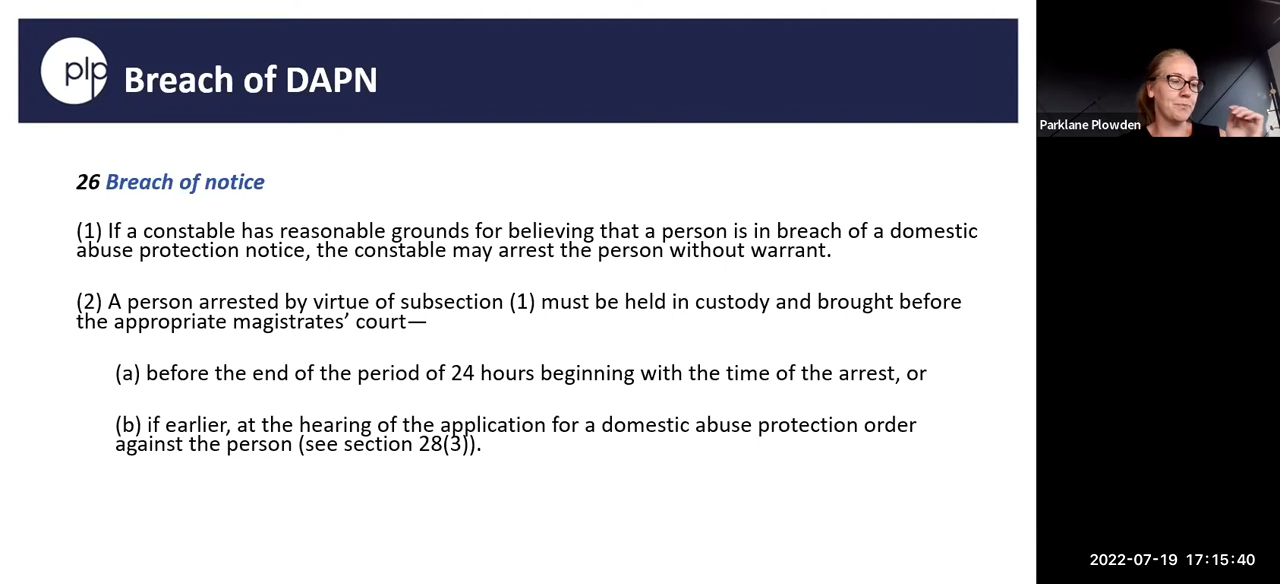 plp
Breach of DAPN
26 Breach of notice
(1) If a constable has reasonable grounds for believing that a person is in breach of a domestic
abuse protection notice, the constable may arrest the person without warrant.
(2) A person arrested by virtue of subsection (1) must be held in custody and brought before
the appropriate magistrates’ court—
(a) before the end of the period of 24 hours beginning with the time of the arrest, or
(b) if earlier, at the hearing of the application for a domestic abuse protection order
against the person (see section 28(3)).
Parklane Plowden
2022-07-19 17:15:40